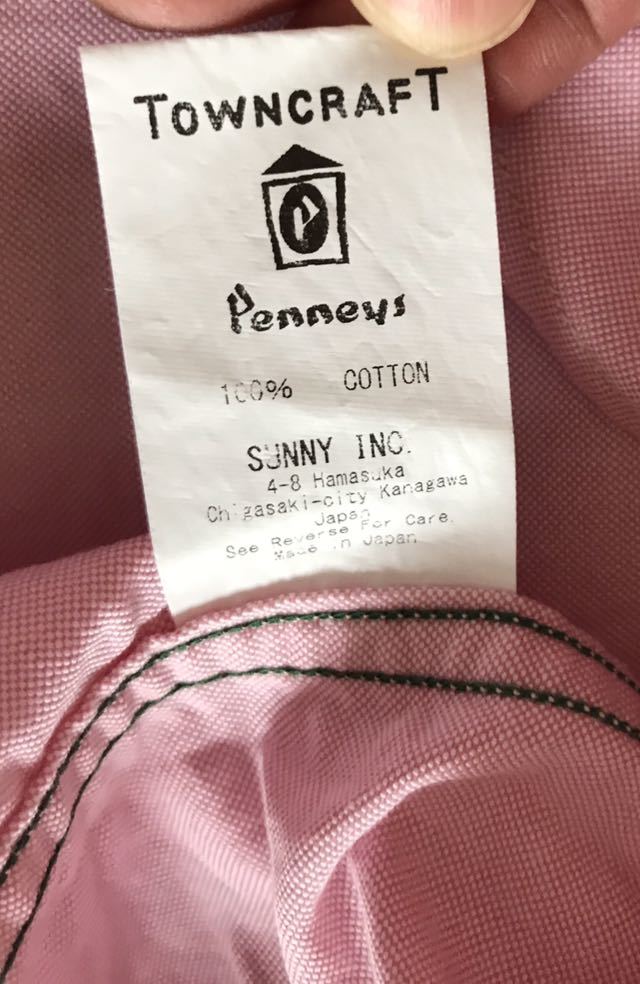 TOWNCRAFT
P
Penneys
100% COTTON
SUNNY INC.
4-8 Hamasuka
Chigasaki-city Kanagawa
Japan
See Reverse For Care.
Made in Japan